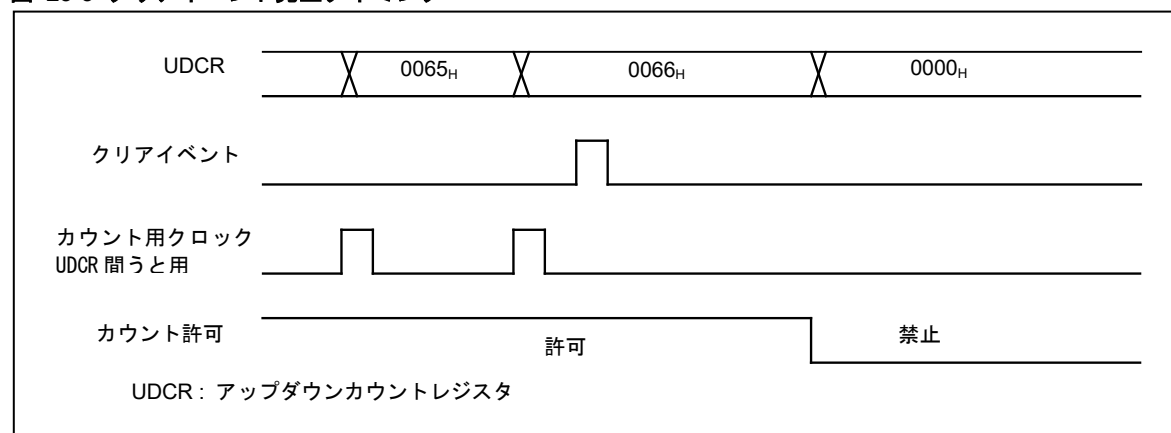 UDCR 0065H 0066H 0000H
クリアイベント
カウント用クロック
UDCR 間うと用
カウント許可 許可 禁止
UDCR : アップダウンカウントレジスタ